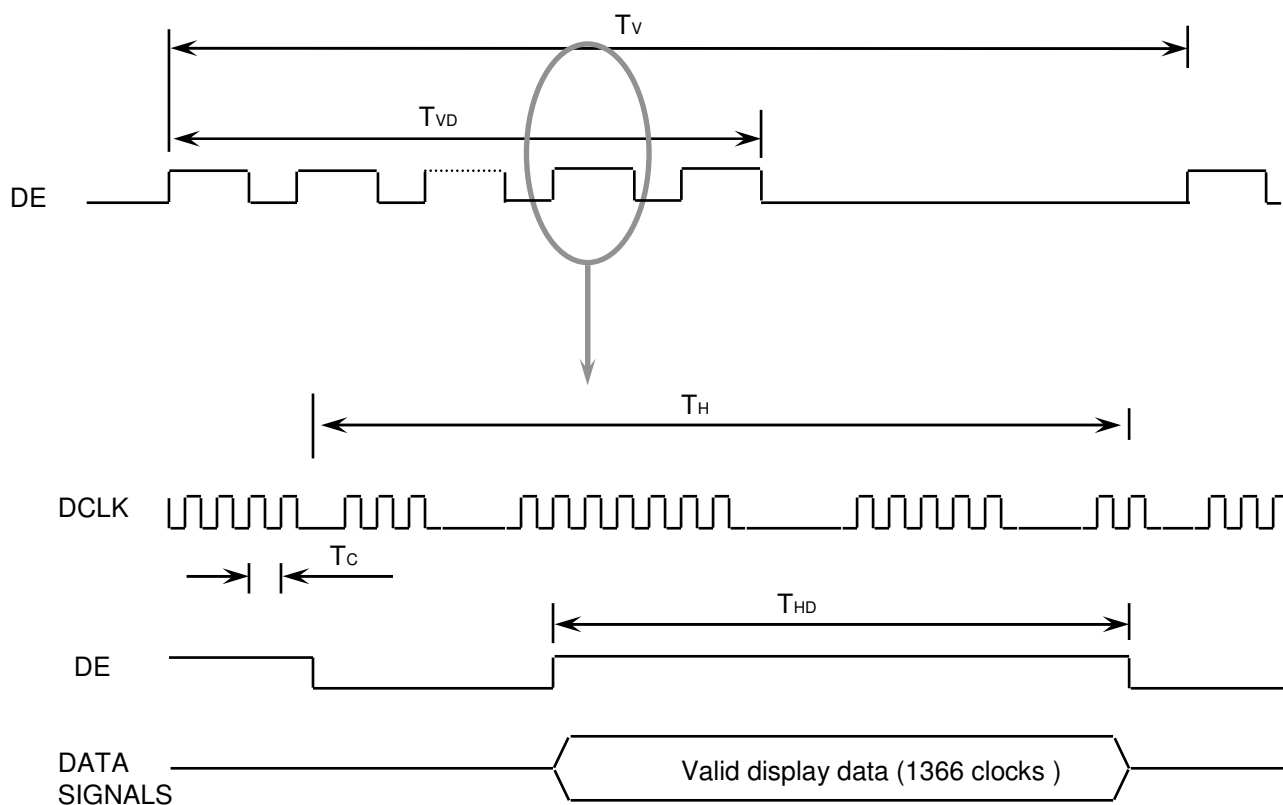 TV
TVD
DE
TH
DCLK
TC
THD
DE
DATA
SIGNALS
Valid display data (1366 clocks )